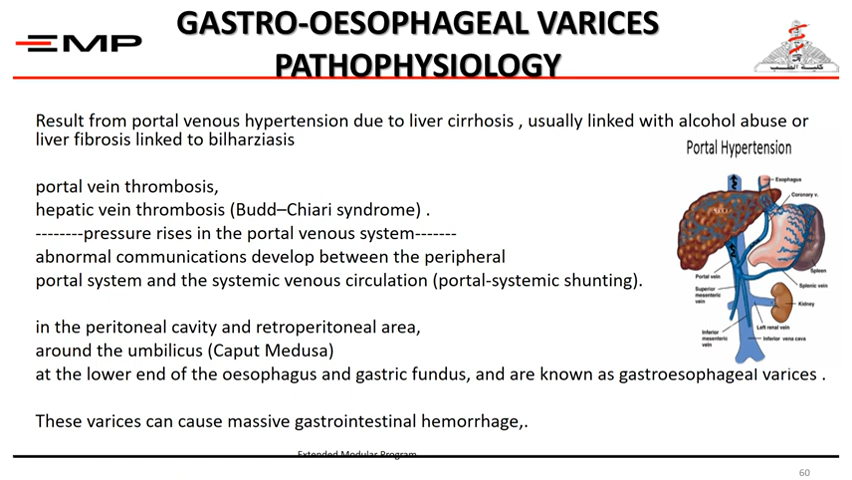 EMP
GASTRO-OESOPHAGEAL VARICES
PATHOPHYSIOLOGY
كلية الطب
Result from portal venous hypertension due to liver cirrhosis , usually linked with alcohol abuse or
liver fibrosis linked to bilharziasis
Portal Hypertension
portal vein thrombosis,
hepatic vein thrombosis (Budd–Chiari syndrome) .
--------pressure rises in the portal venous system-------
abnormal communications develop between the peripheral
portal system and the systemic venous circulation (portal-systemic shunting).
in the peritoneal cavity and retroperitoneal area,
around the umbilicus (Caput Medusa)
at the lower end of the oesophagus and gastric fundus, and are known as gastroesophageal varices .
These varices can cause massive gastrointestinal hemorrhage,.
Esophagus
Coronary v.
Spleen
Portal vein
Splenic vein
Superior
mesenteric
vein
Kidney
Left renal vein
Inferior
mesenteric
vein
Inferior vena cava
Extended Modular Program
60